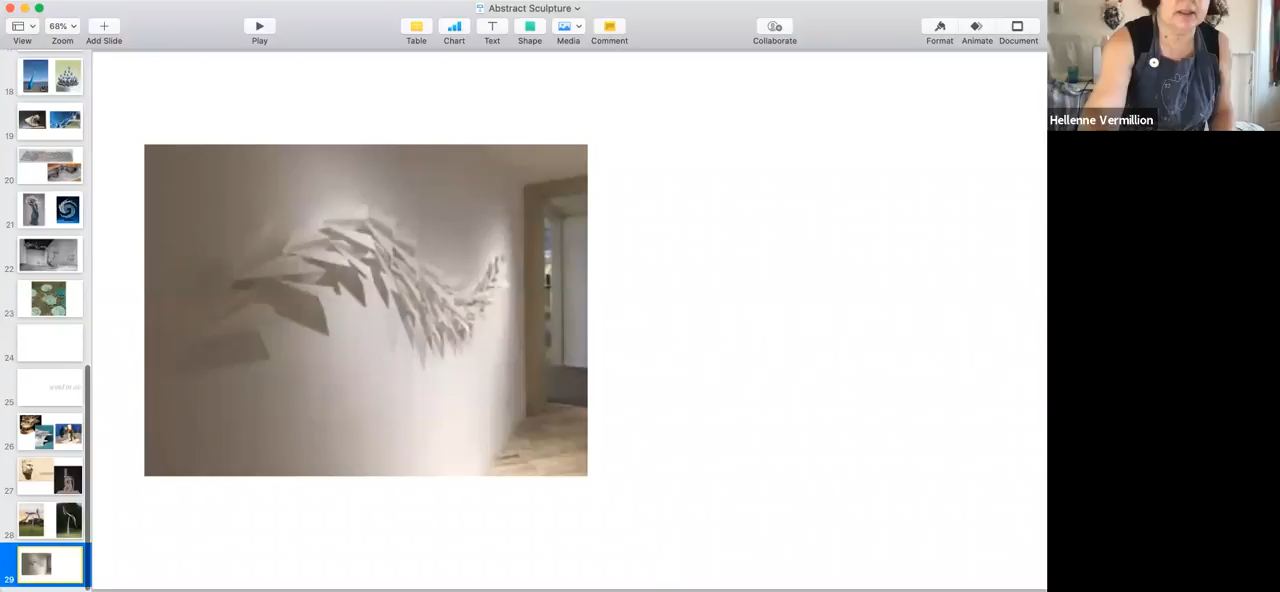 Abstract Sculpture
68%
View
Zoom
Add Slide
Play
Table
Chart
Text
Shape
Media
Comment
Collaborate
Format
Animate
Document
Hellenne Vermillion
18
19
20
21
22
23
24
25
26
27
28
29